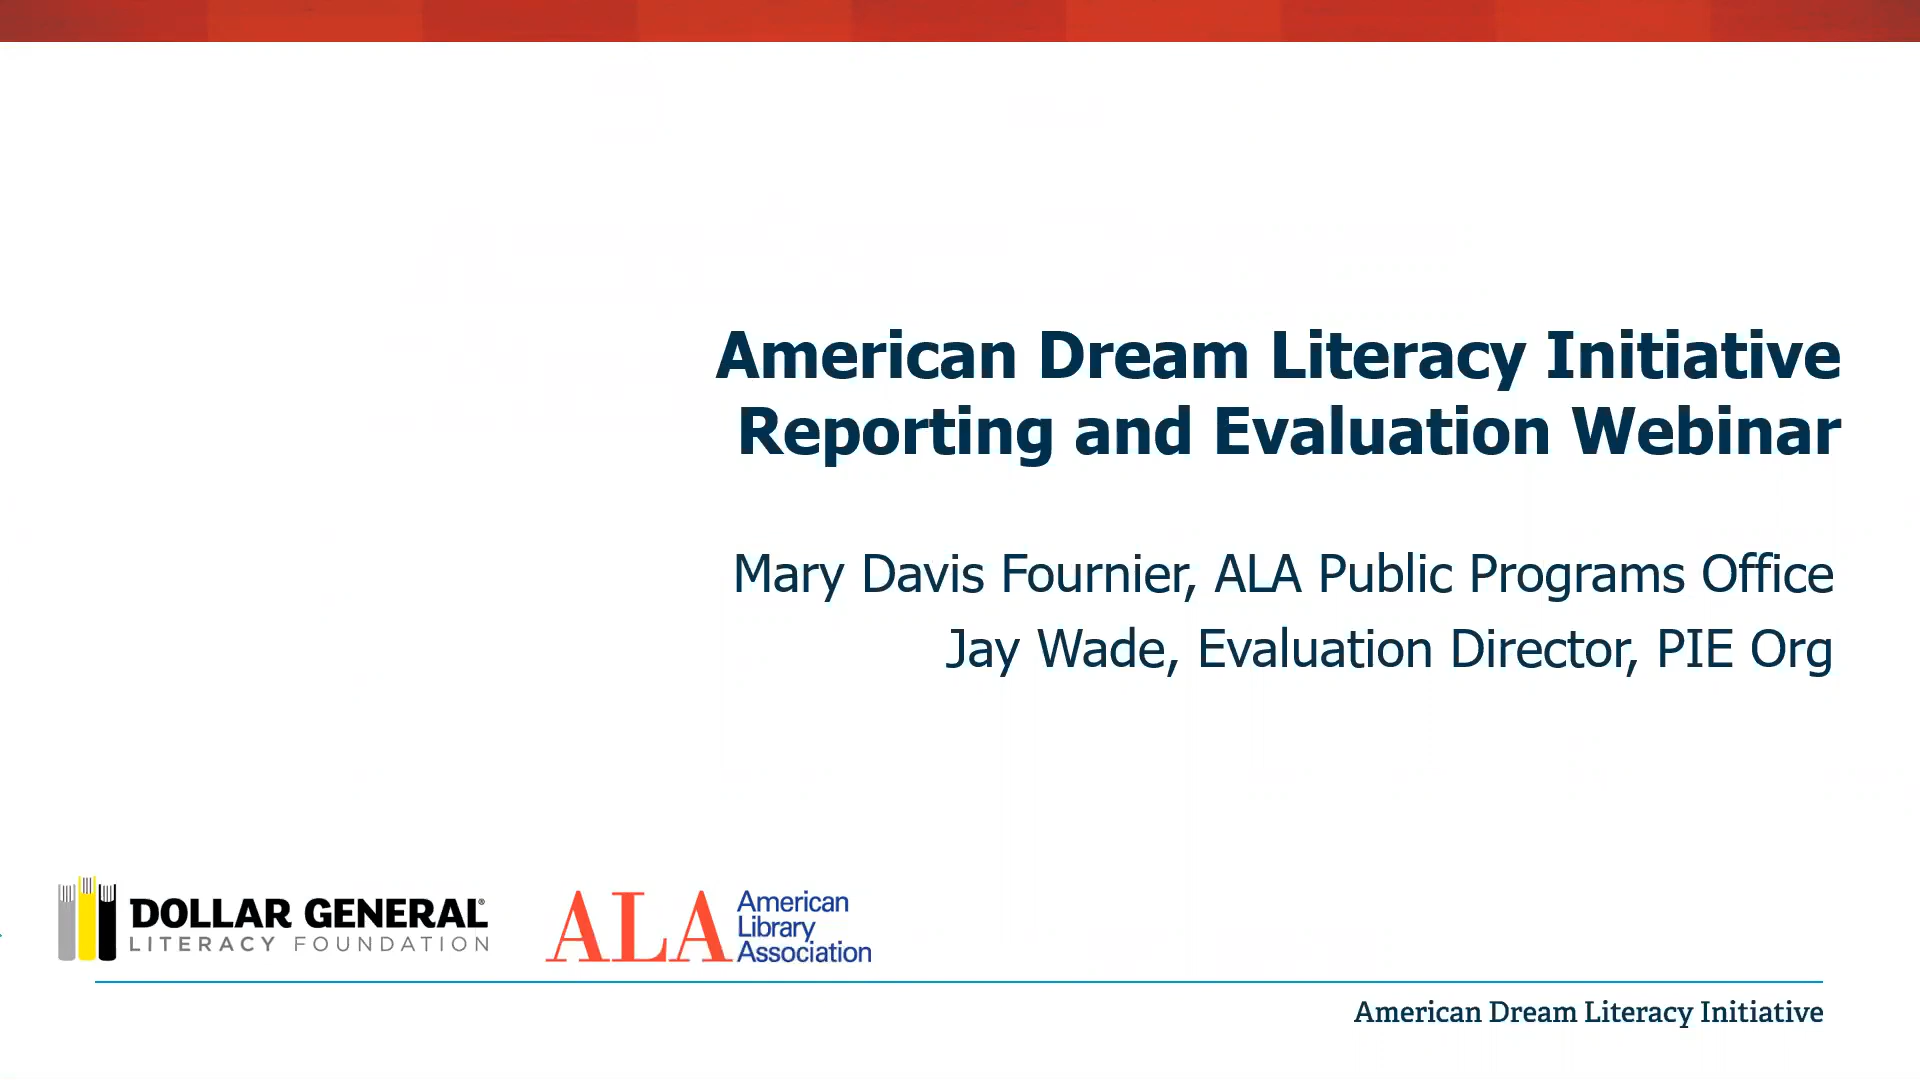 American Dream Literacy Initiative
Reporting and Evaluation Webinar
Mary Davis Fournier, ALA Public Programs Office
Jay Wade, Evaluation Director, PIE Org
DOLLAR GENERAL®
LITERACY FOUNDATION
ALA
American
Library
Association
American Dream Literacy Initiative